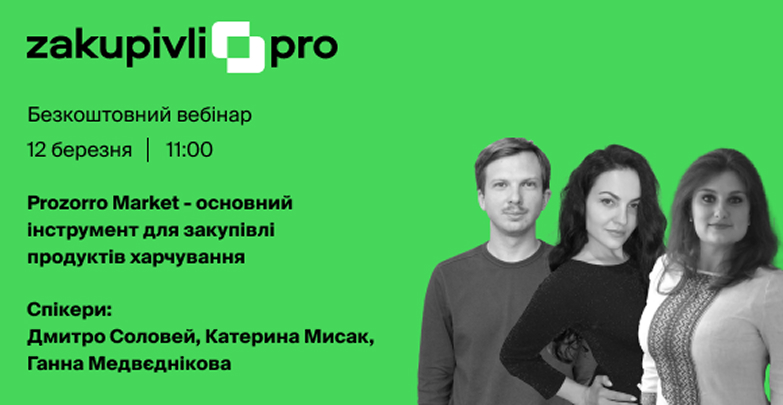 zakupivli pro
Безкоштовний вебінар
12 березня | 11:00
Prozorro Market - основний
інструмент для закупівлі
продуктів харчування
Спікери:
Дмитро Соловей, Катерина Мисак,
Ганна Медвєднікова